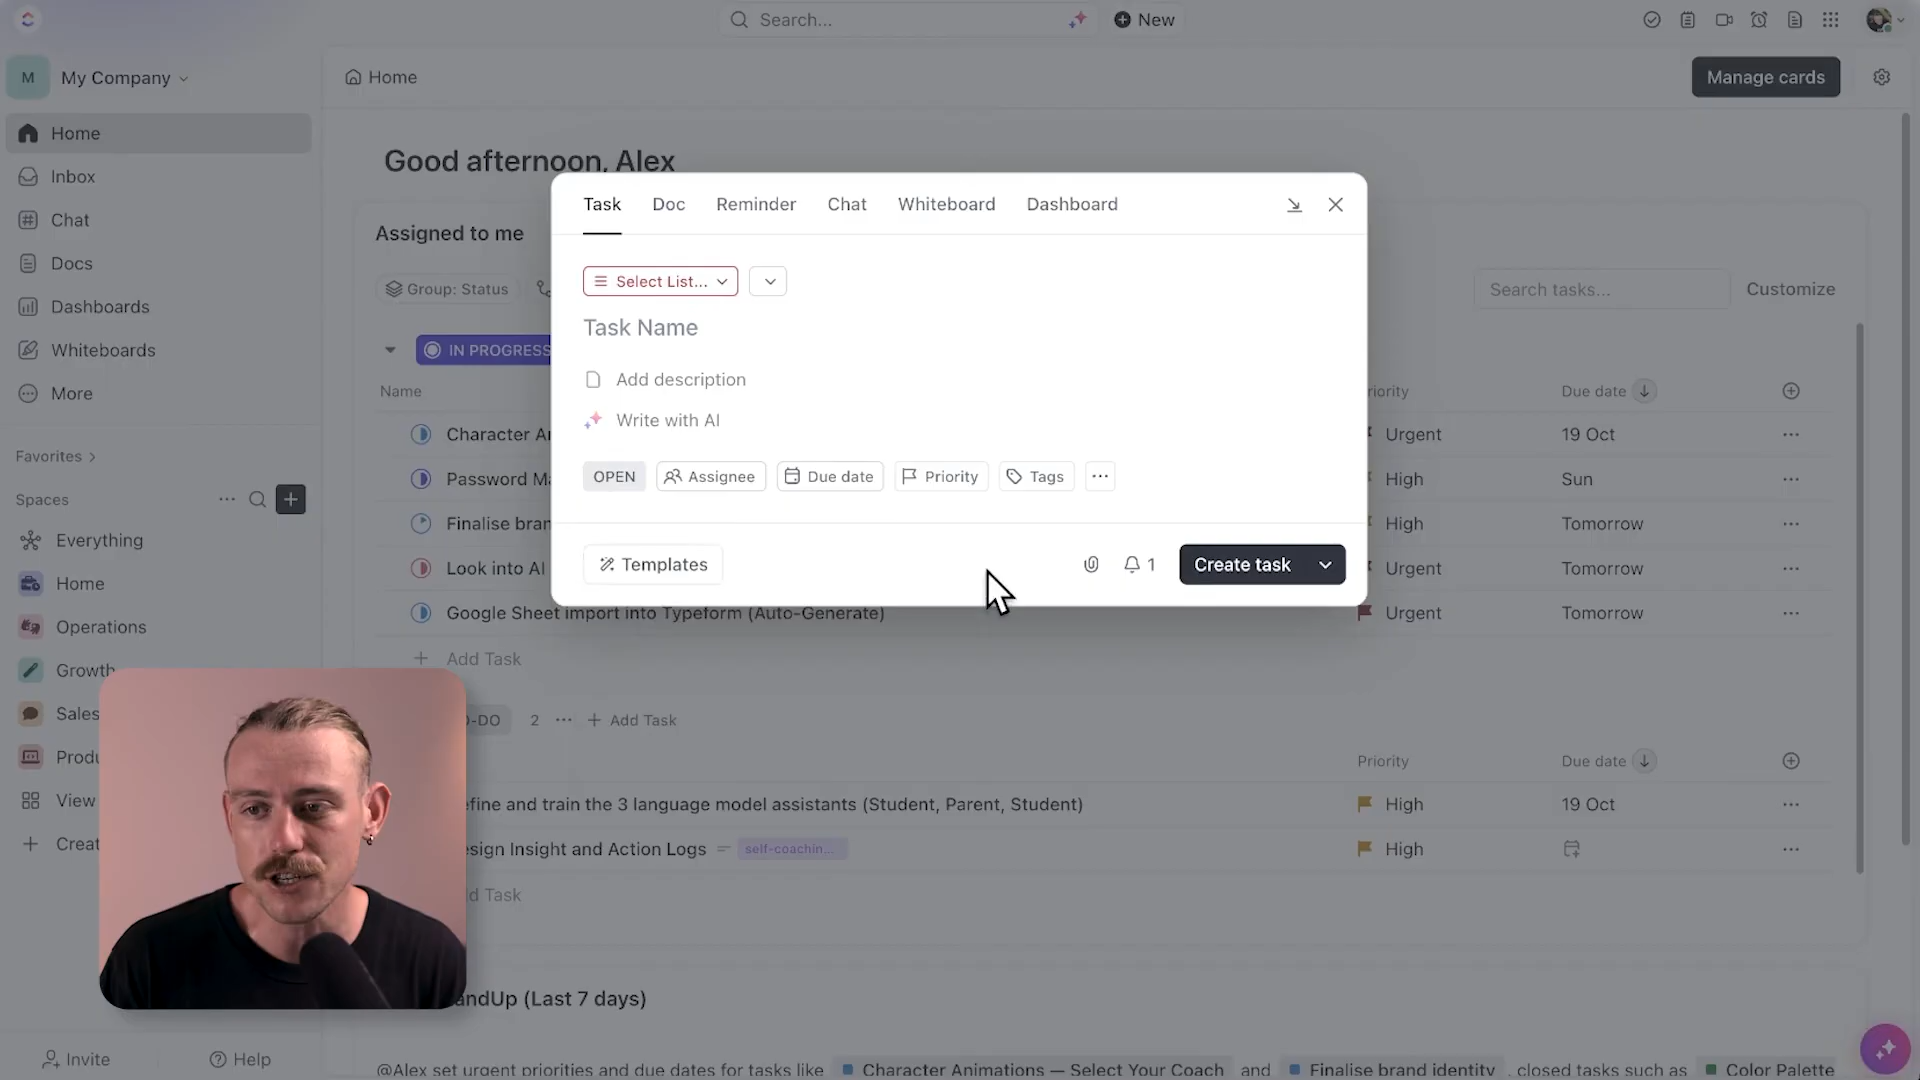 Search...
New
M
My Company
Home
Manage cards
Home
Inbox
Chat
Docs
Dashboards
Whiteboards
More
Favorites
Spaces
Everything
Home
Operations
Growth
Sales
View
Invite
Help
Good afternoon, Alex
Assigned to me
Group: Status
Search tasks...
Customize
IN PROGRESS
Name
Due date
Character
Urgent
19 Oct
Password
High
Sun
Finalise
High
Tomorrow
Look into AI
Urgent
Tomorrow
Google Sheet import into Typeform (Auto-Generate)
Urgent
Tomorrow
Add Task
Task
Doc
Reminder
Chat
Whiteboard
Dashboard
Select List...
Task Name
Add description
Write with AI
OPEN
Assignee
Due date
Priority
Tags
Templates
1
Create task
2
Add Task
Priority
Due date
and train the 3 language model assistants (Student, Parent, Student)
High
19 Oct
Insight and Action Logs
self-coachin...
High
Task
(Last 7 days)
@Alex set urgent priorities and due dates for tasks like Character Animations — Select Your Coach and Finalise brand identity , closed tasks such as Color Palette